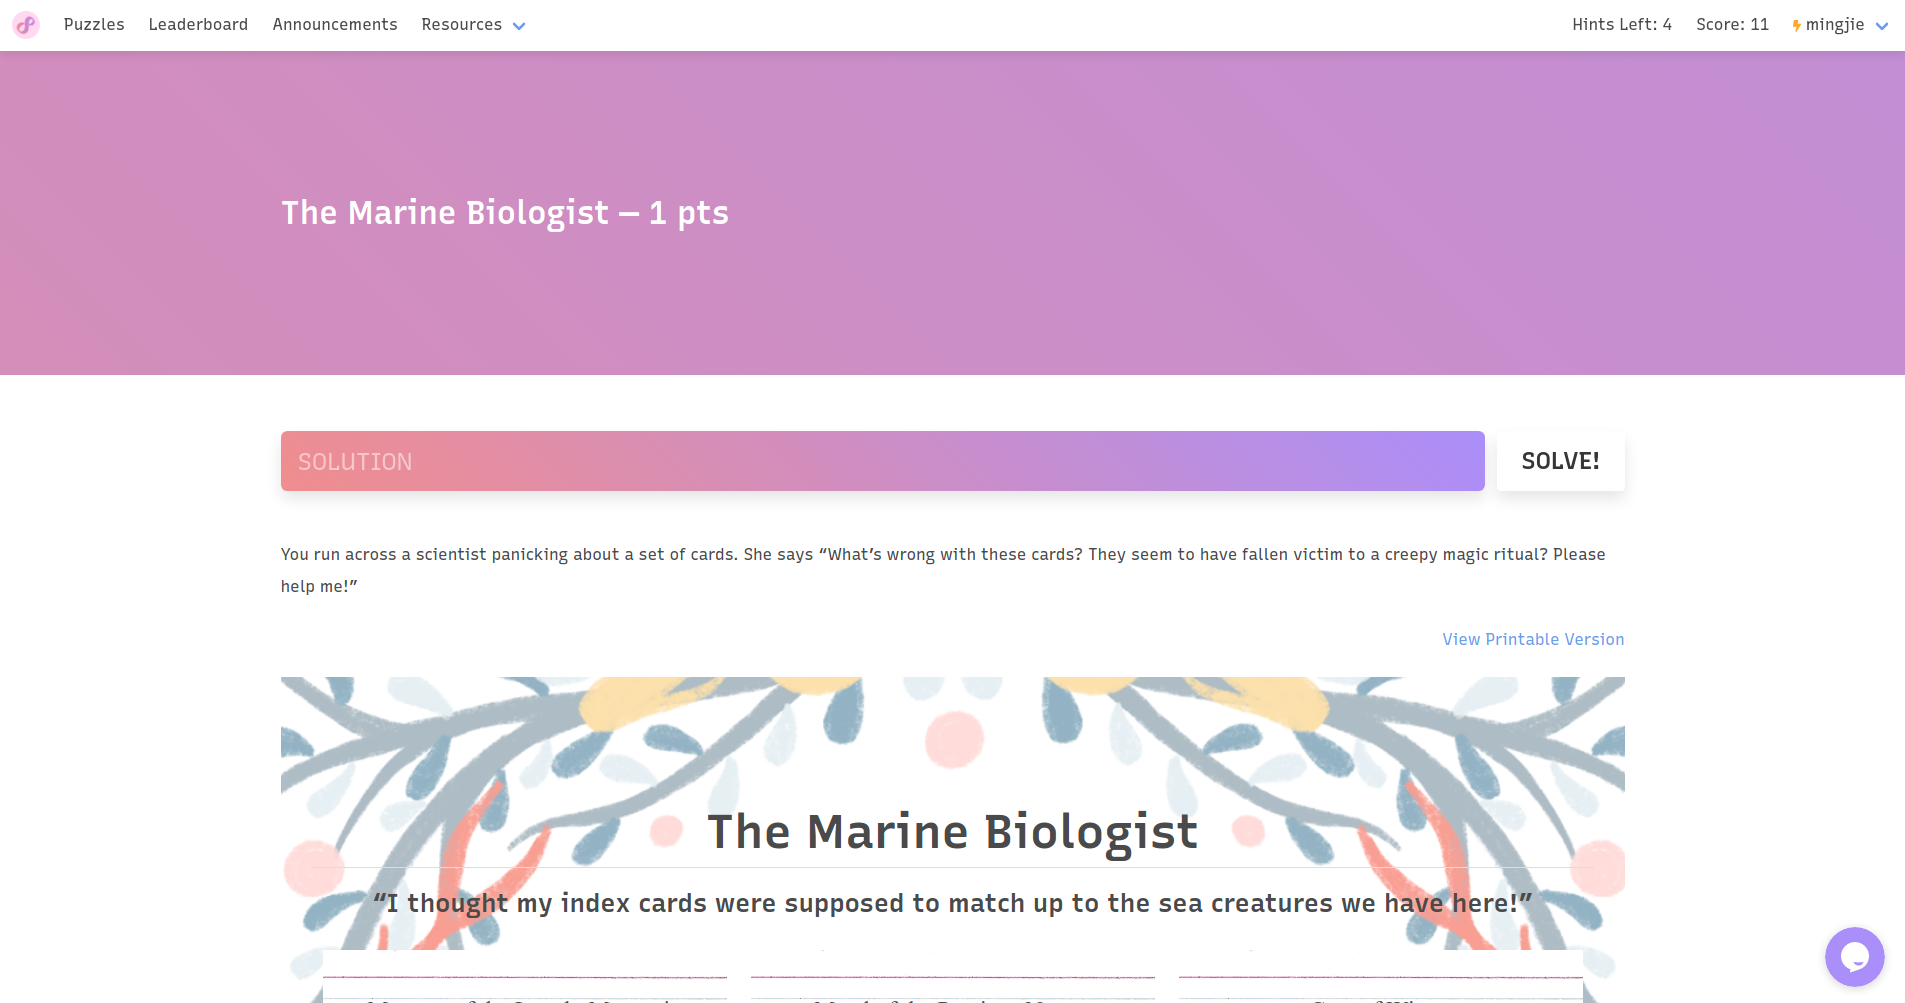 Puzzles Leaderboard Announcements Resources Hints Left: 4 Score: 11 mingjie
The Marine Biologist — 1 pts
SOLUTION SOLVE!
You run across a scientist panicking about a set of cards. She says “What’s wrong with these cards? They seem to have fallen victim to a creepy magic ritual? Please
help me!”
View Printable Version
The Marine Biologist
“I thought my index cards were supposed to match up to the sea creatures we have here!”